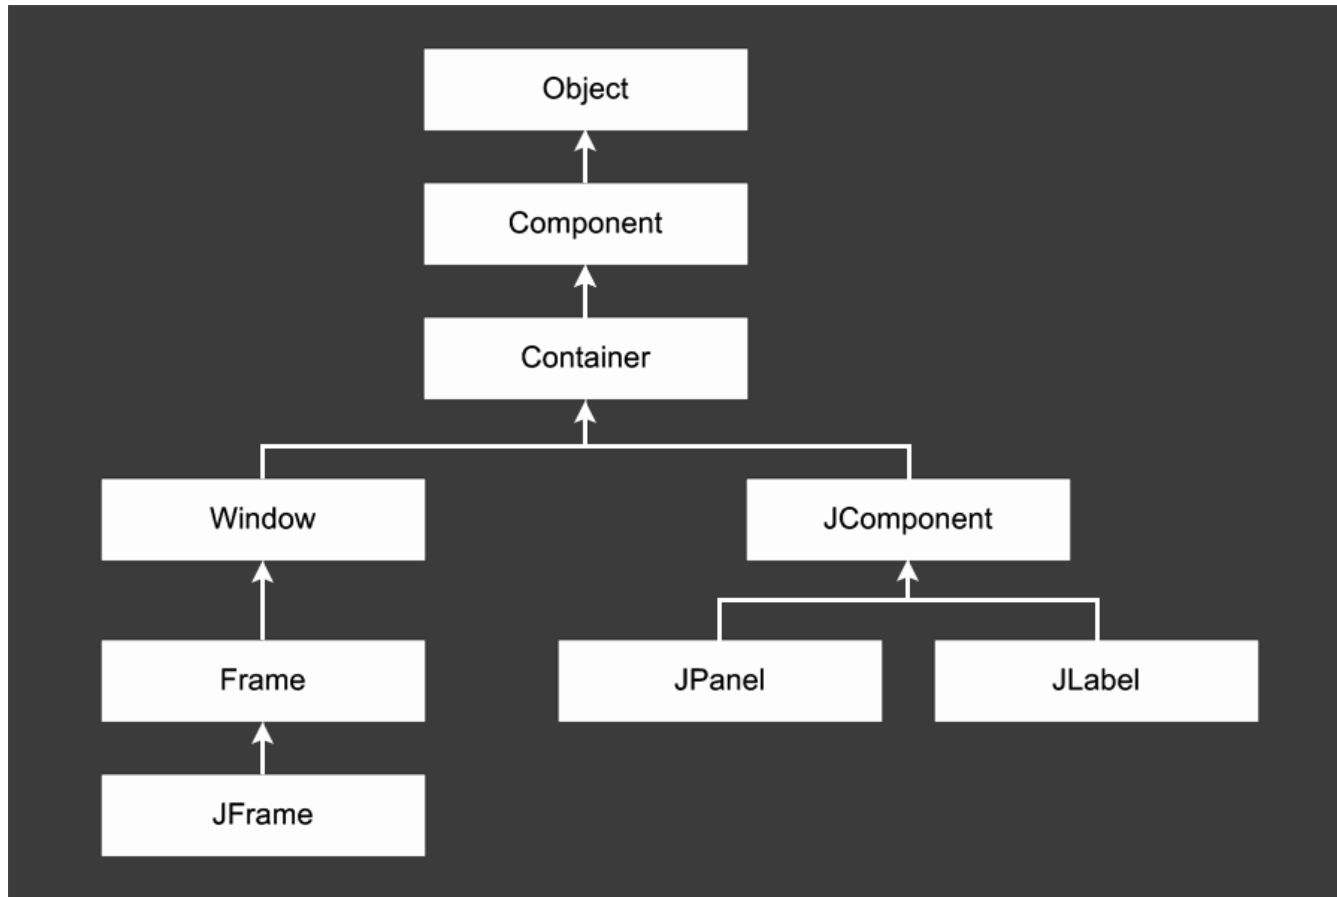 Object
Component
Container
Window
JComponent
Frame
JPanel
JLabel
JFrame